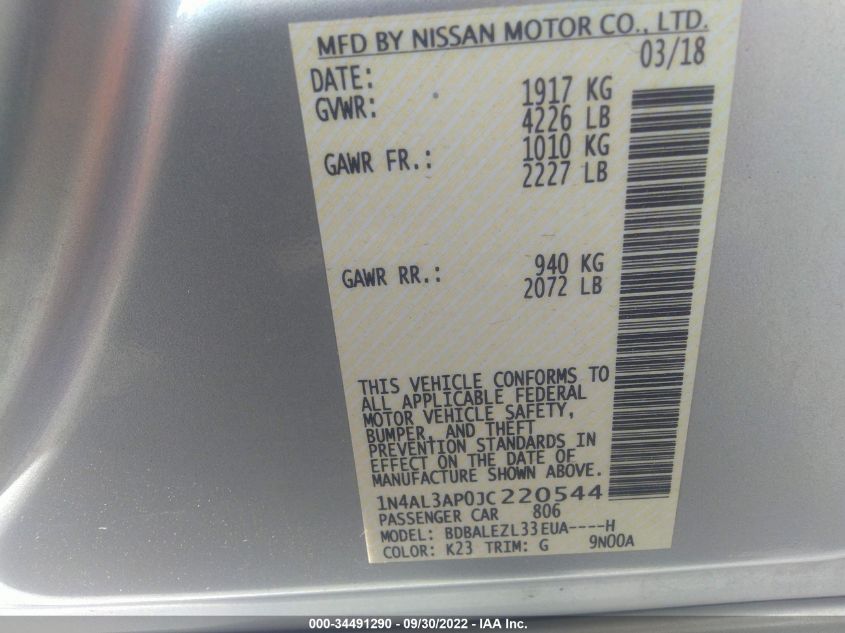 MFD BY NISSAN MOTOR CO., LTD.
DATE: 03/18
GVWR: 1917 KG
4226 LB
GAWR FR.: 1010 KG
2227 LB
GAWR RR.: 940 KG
2072 LB
THIS VEHICLE CONFORMS TO
ALL APPLICABLE FEDERAL
MOTOR VEHICLE SAFETY,
BUMPER, AND THEFT
PREVENTION STANDARDS IN
EFFECT ON THE DATE OF
MANUFACTURE SHOWN ABOVE.
1N4AL3AP0JC220544
PASSENGER CAR 806
MODEL: BDBALEZL33EUA----H
COLOR: K23 TRIM: G 9N00A
000-34491290 - 09/30/2022 - IAA Inc.